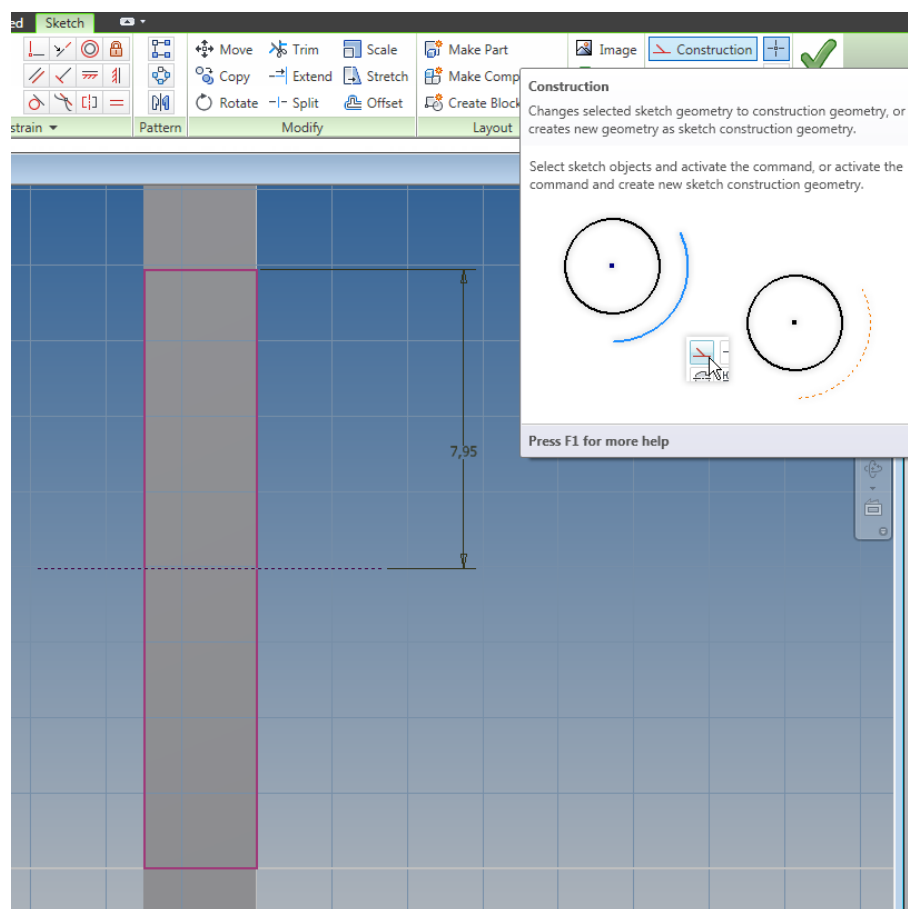 ed Sketch
Move Trim Scale Make Part Image Construction
Copy Extend Stretch Make Comp
Rotate Split Offset Create Block
strain Pattern Modify Layout
Construction
Changes selected sketch geometry to construction geometry, or
creates new geometry as sketch construction geometry.
Select sketch objects and activate the command, or activate the
command and create new sketch construction geometry.
Press F1 for more help
7,95